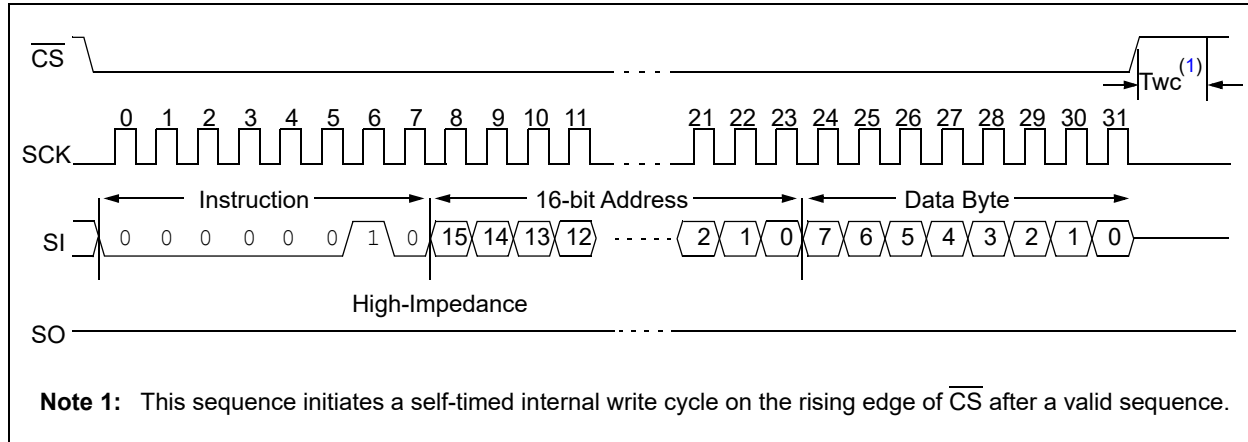 CS
Twc(1)
0 1 2 3 4 5 6 7 8 9 10 11 21 22 23 24 25 26 27 28 29 30 31
SCK
Instruction 16-bit Address Data Byte
SI 0 0 0 0 0 0 1 0 15 14 13 12 2 1 0 7 6 5 4 3 2 1 0
High-Impedance
SO
Note 1: This sequence initiates a self-timed internal write cycle on the rising edge of CS after a valid sequence.